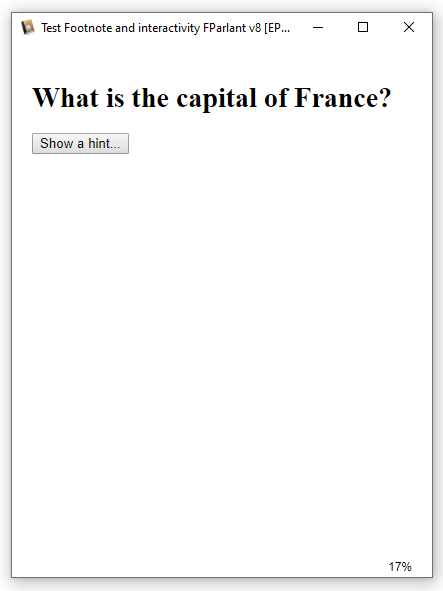 Test Footnote and interactivity FParlant v8 [EP...
What is the capital of France?
Show a hint...
17%